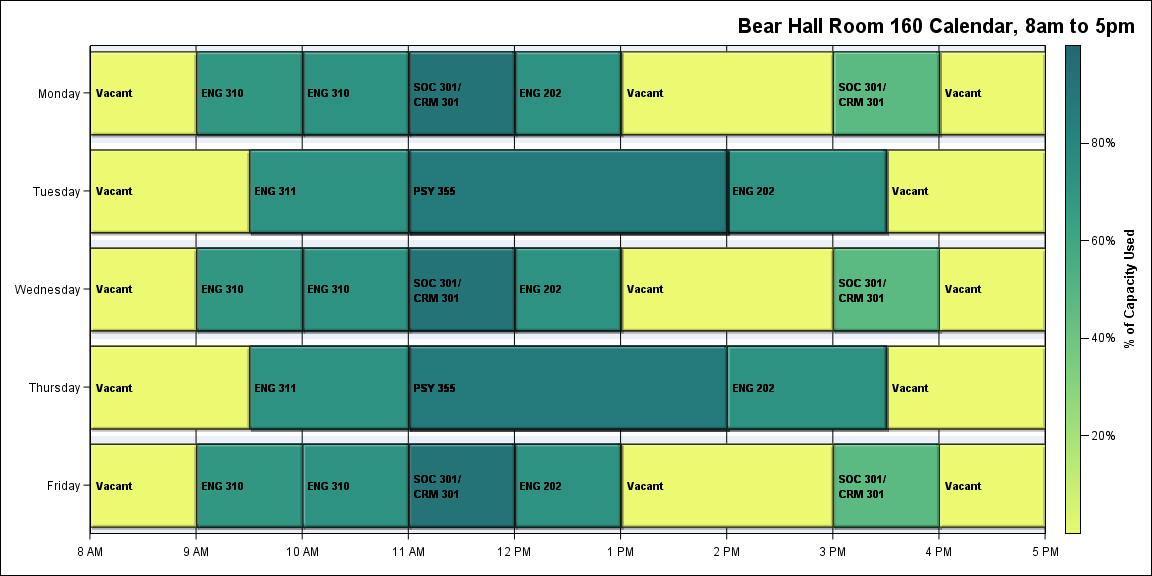 Bear Hall Room 160 Calendar, 8am to 5pm
Monday
Vacant
ENG 310
ENG 310
SOC 301/
CRM 301
ENG 202
Vacant
SOC 301/
CRM 301
Vacant
Tuesday
Vacant
ENG 311
PSY 355
ENG 202
Vacant
Wednesday
Vacant
ENG 310
ENG 310
SOC 301/
CRM 301
ENG 202
Vacant
SOC 301/
CRM 301
Vacant
Thursday
Vacant
ENG 311
PSY 355
ENG 202
Vacant
Friday
Vacant
ENG 310
ENG 310
SOC 301/
CRM 301
ENG 202
Vacant
SOC 301/
CRM 301
Vacant
8 AM
9 AM
10 AM
11 AM
12 PM
1 PM
2 PM
3 PM
4 PM
5 PM
80%
60%
40%
20%
% of Capacity Used